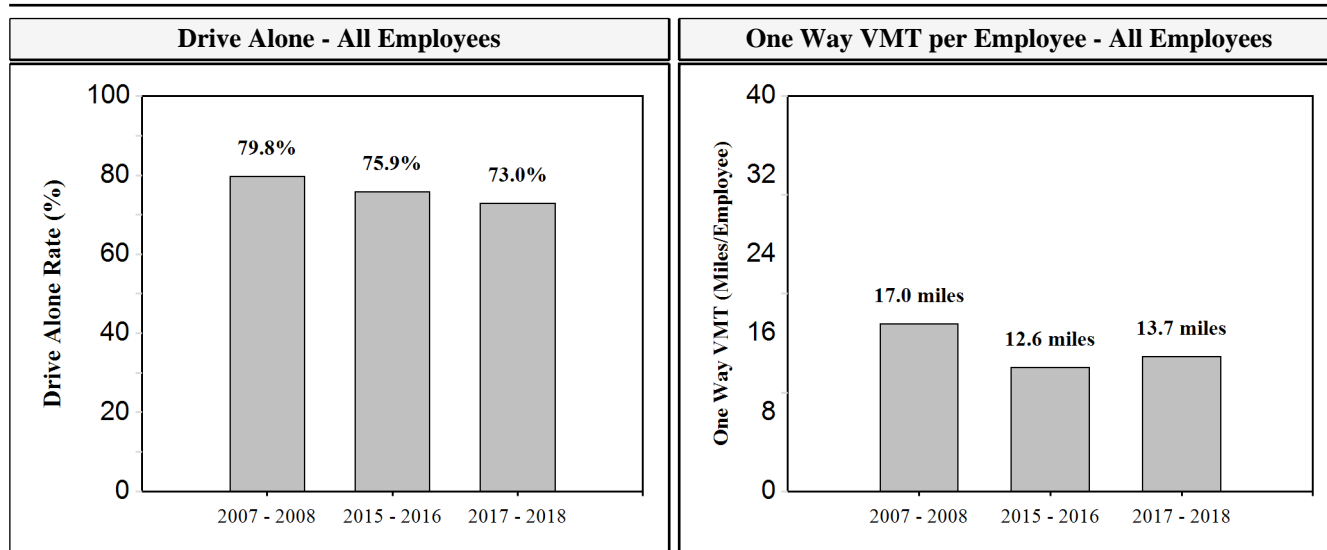 Drive Alone - All Employees
100
80
60
40
20
0
Drive Alone Rate (%)
79.8%
75.9%
73.0%
2007 - 2008
2015 - 2016
2017 - 2018
One Way VMT per Employee - All Employees
40
32
24
16
8
0
One Way VMT (Miles/Employee)
17.0 miles
12.6 miles
13.7 miles
2007 - 2008
2015 - 2016
2017 - 2018